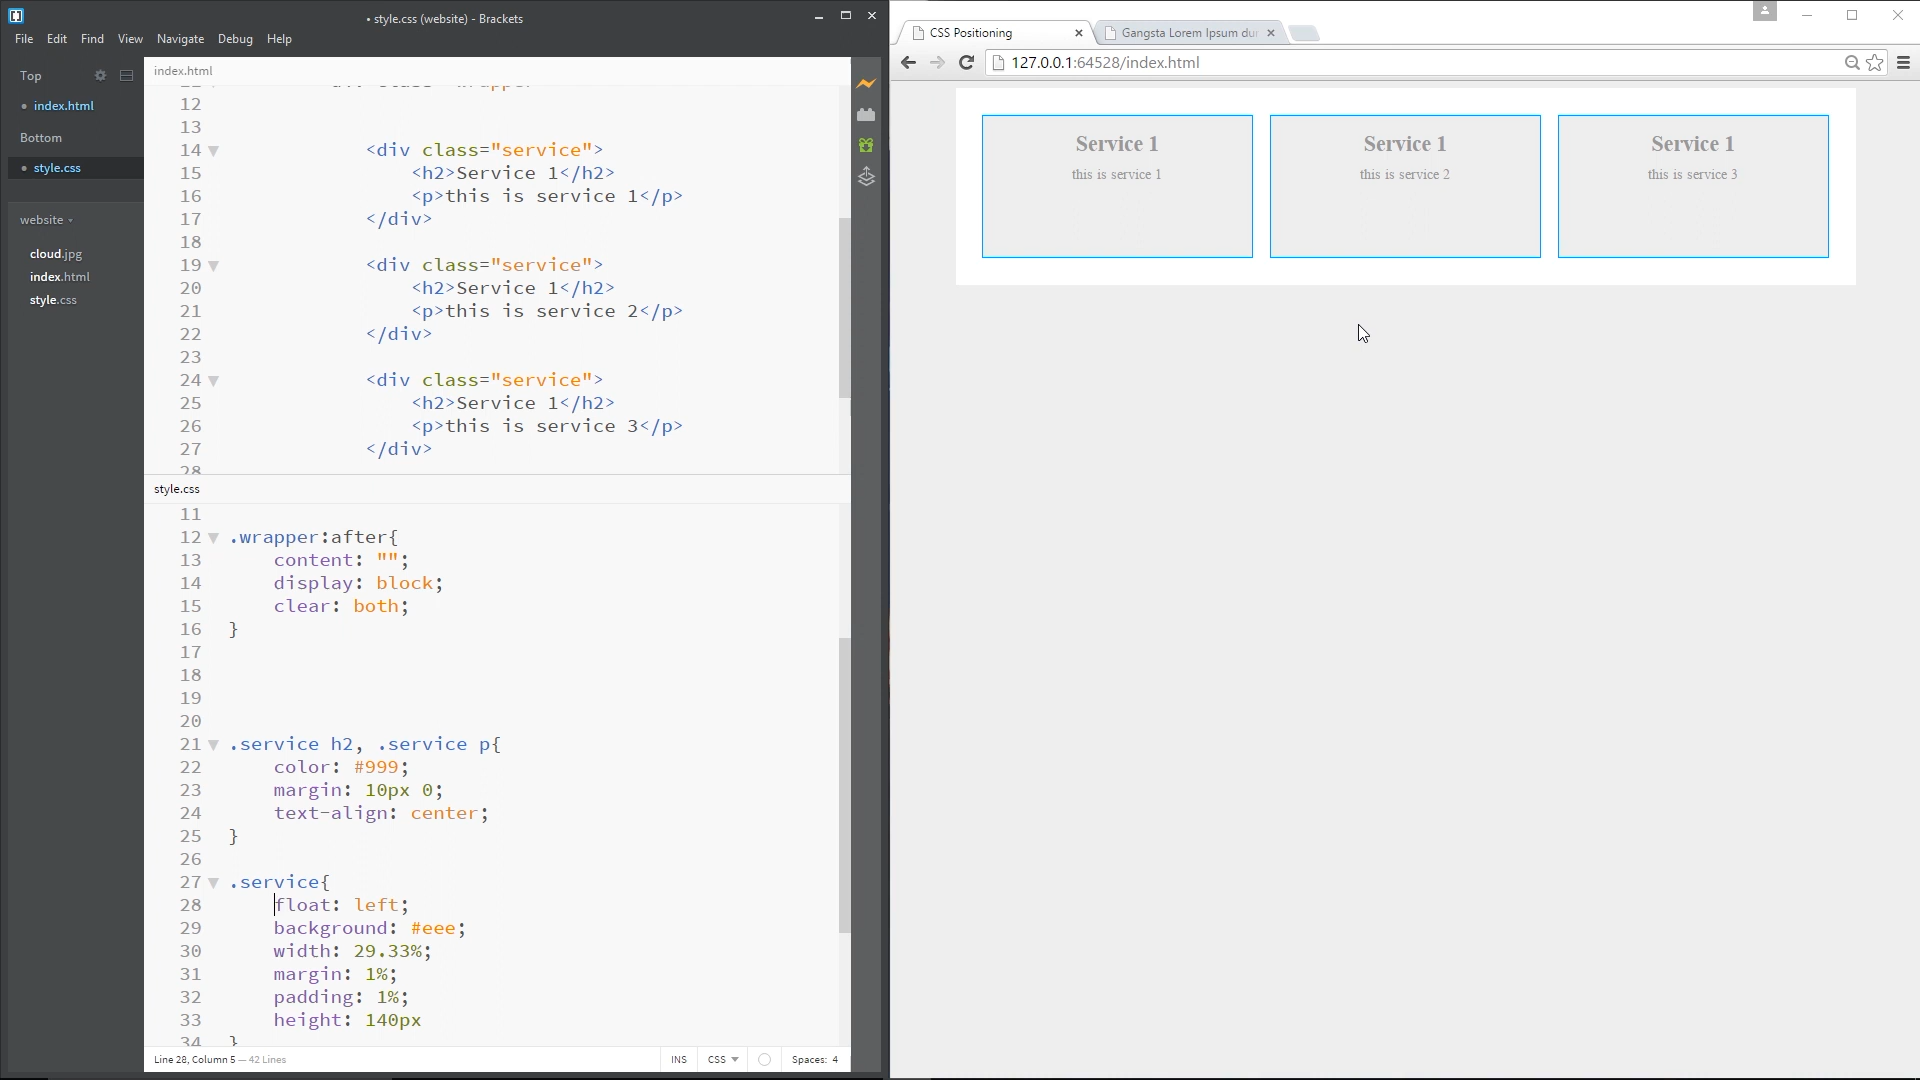 • style.css (website) - Brackets
File Edit Find View Navigate Debug Help
Top
• index.html
Bottom
• style.css
website
cloud.jpg
index.html
style.css
index.html
12
13
14 <div class="service">
15 <h2>Service 1</h2>
16 <p>this is service 1</p>
17 </div>
18
19 <div class="service">
20 <h2>Service 1</h2>
21 <p>this is service 2</p>
22 </div>
23
24 <div class="service">
25 <h2>Service 1</h2>
26 <p>this is service 3</p>
27 </div>
28
style.css
11
12 .wrapper:after{
13 content: "";
14 display: block;
15 clear: both;
16 }
17
18
19
20
21 .service h2, .service p{
22 color: #999;
23 margin: 10px 0;
24 text-align: center;
25 }
26
27 .service{
28 float: left;
29 background: #eee;
30 width: 29.33%;
31 margin: 1%;
32 padding: 1%;
33 height: 140px
34 }
Line 28, Column 5 — 42 Lines
INS CSS Spaces: 4
CSS Positioning
Gangsta Lorem Ipsum
127.0.0.1:64528/index.html
Service 1
this is service 1
Service 1
this is service 2
Service 1
this is service 3